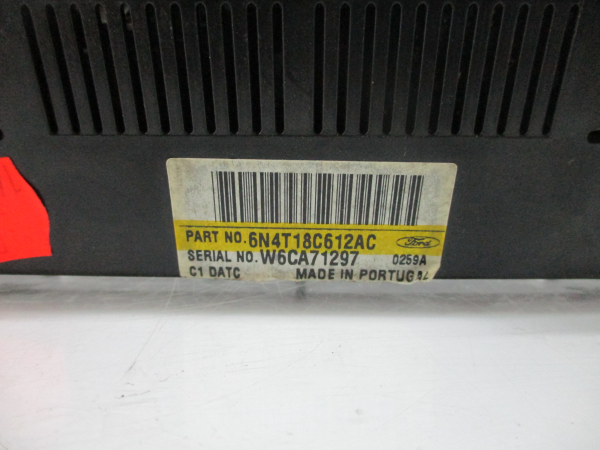 PART NO. 6N4T18C612AC Ford
SERIAL NO. W6CA71297 0259A
C1 DATC MADE IN PORTUGAL